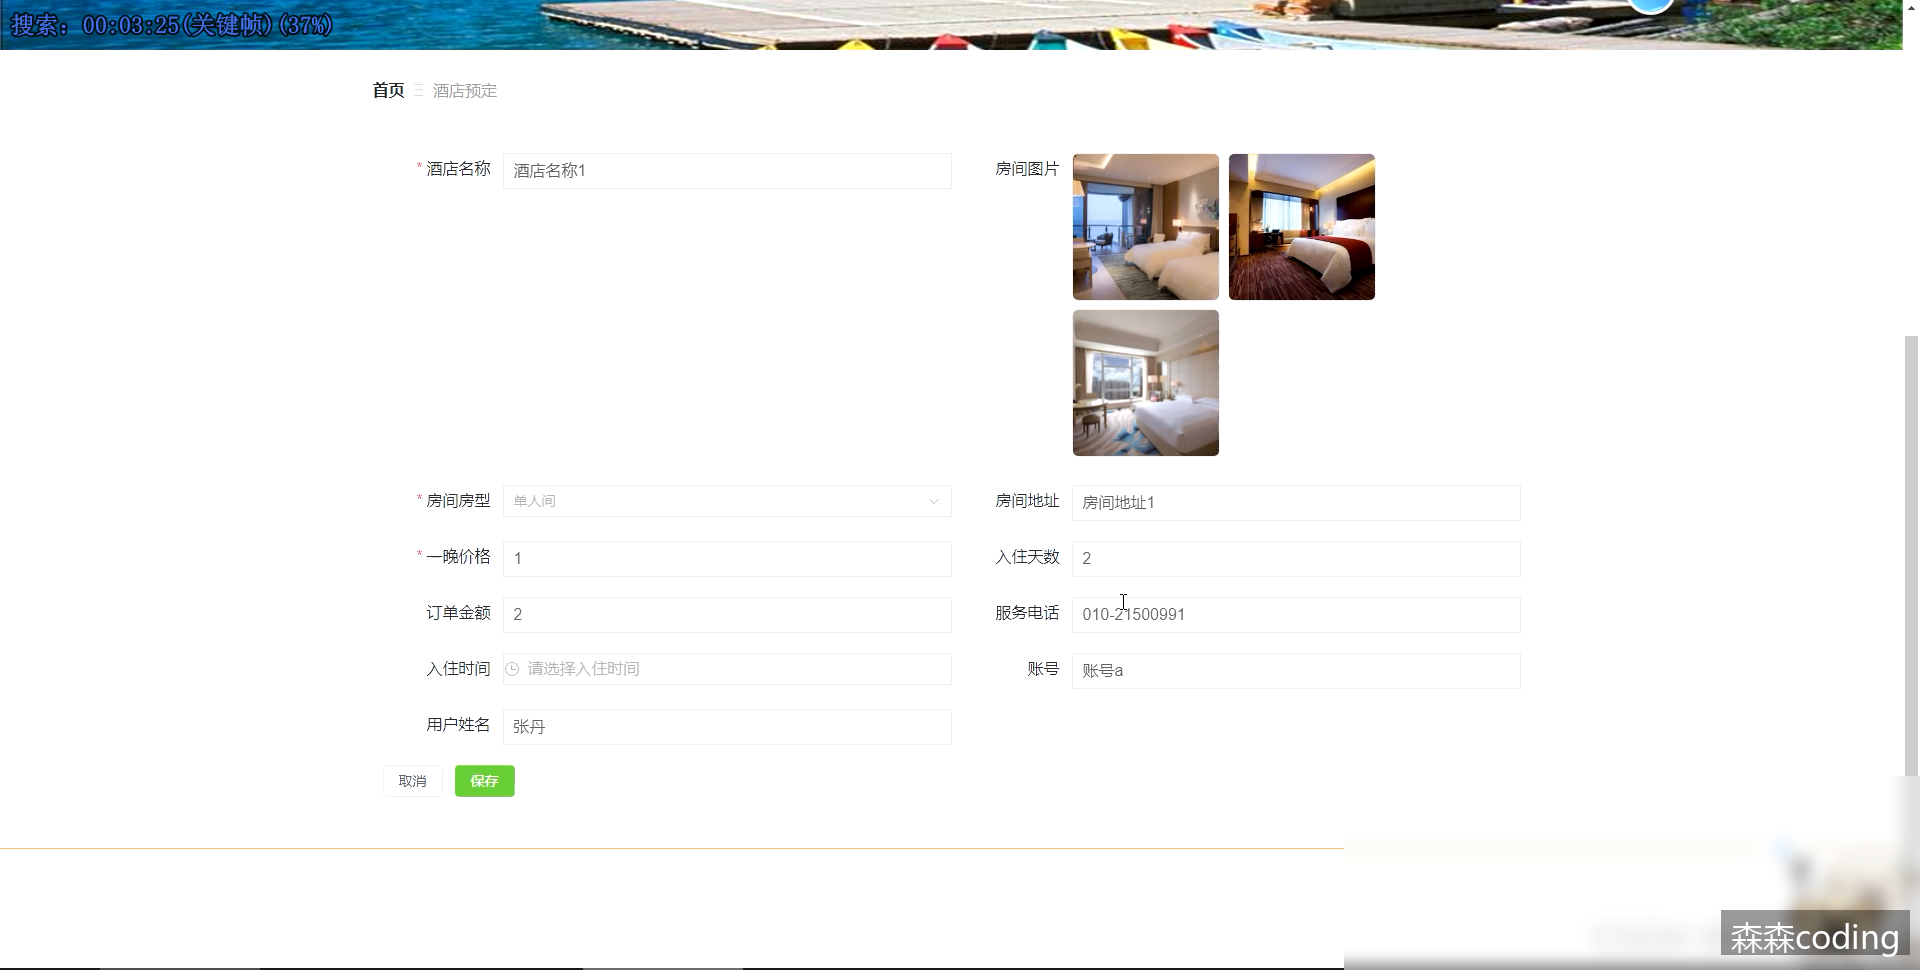 搜索: 00:03:25(关键帧)(37%)
首页 酒店预定
* 酒店名称 酒店名称1
房间图片
* 房间房型 单人间
房间地址 房间地址1
* 一晚价格 1
入住天数 2
订单金额 2
服务电话 010-21500991
入住时间 请选择入住时间
账号 账号a
用户姓名 张丹
取消 保存
森森coding